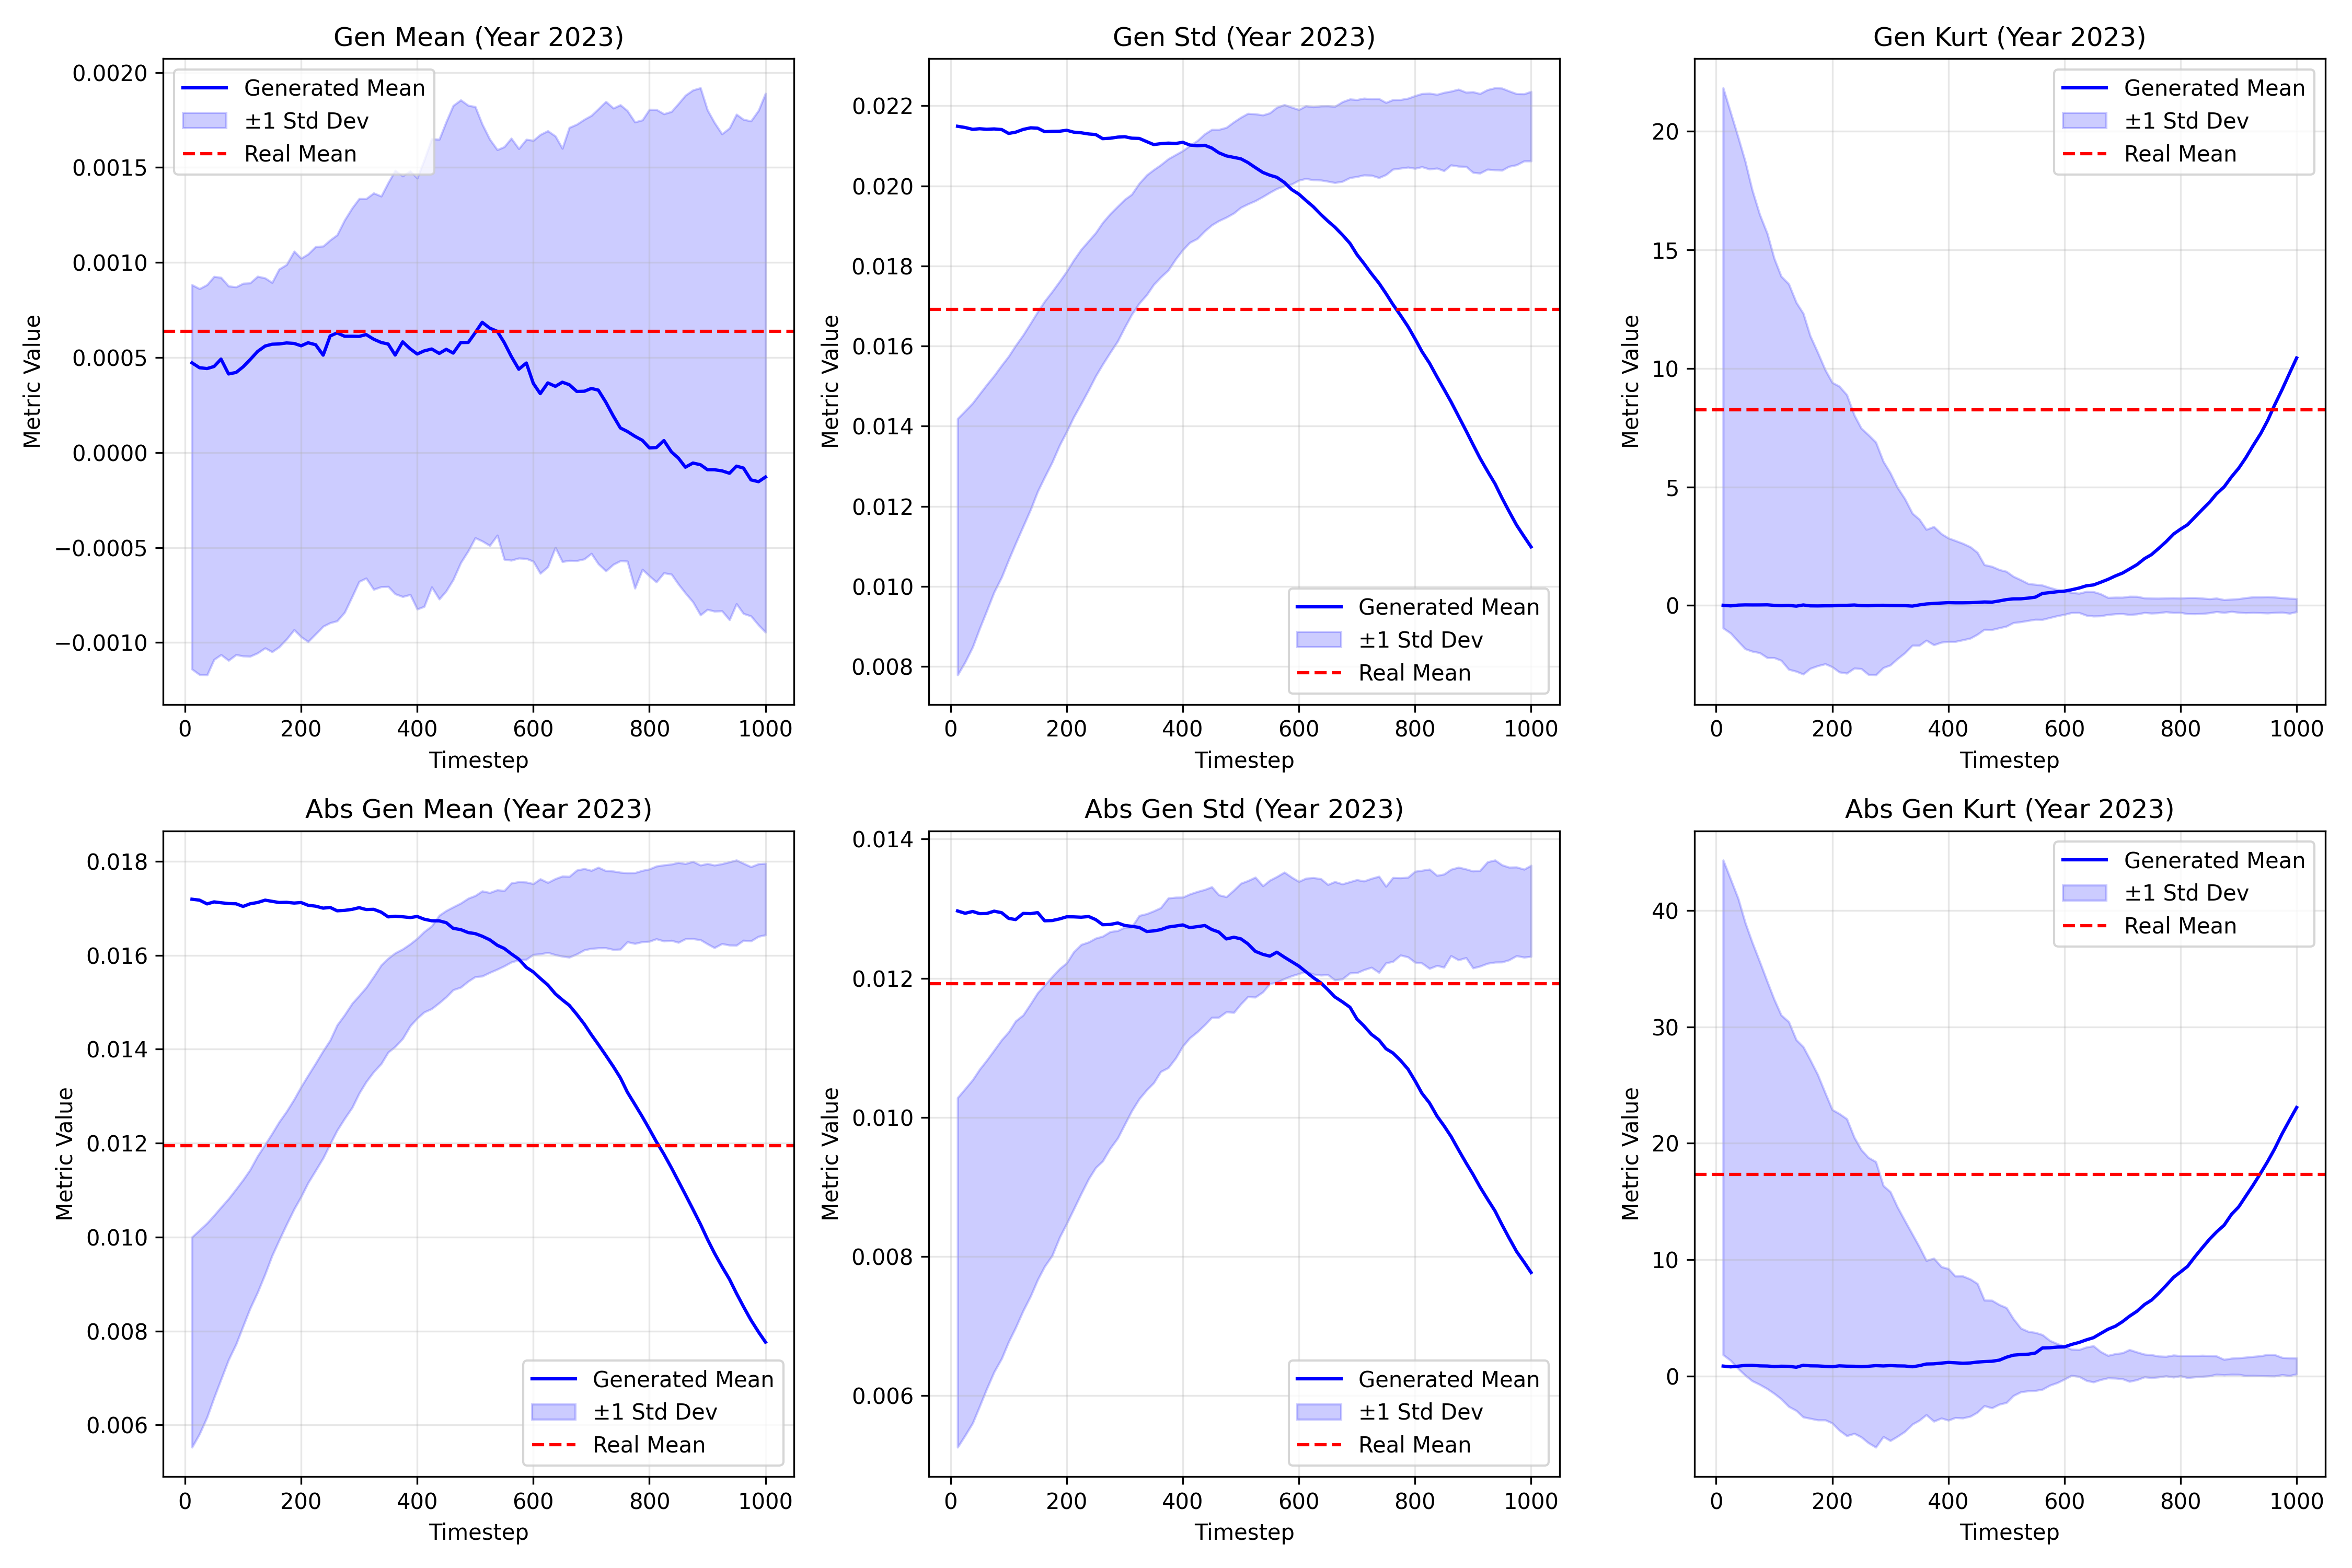 Gen Mean (Year 2023)
Metric Value
0.0020
0.0015
0.0010
0.0005
0.0000
−0.0005
−0.0010
Generated Mean
±1 Std Dev
Real Mean
0 200 400 600 800 1000
Timestep
Gen Std (Year 2023)
Metric Value
0.022
0.020
0.018
0.016
0.014
0.012
0.010
0.008
Generated Mean
±1 Std Dev
Real Mean
0 200 400 600 800 1000
Timestep
Gen Kurt (Year 2023)
Metric Value
20
15
10
5
0
Generated Mean
±1 Std Dev
Real Mean
0 200 400 600 800 1000
Timestep
Abs Gen Mean (Year 2023)
Metric Value
0.018
0.016
0.014
0.012
0.010
0.008
0.006
Generated Mean
±1 Std Dev
Real Mean
0 200 400 600 800 1000
Timestep
Abs Gen Std (Year 2023)
Metric Value
0.014
0.012
0.010
0.008
0.006
Generated Mean
±1 Std Dev
Real Mean
0 200 400 600 800 1000
Timestep
Abs Gen Kurt (Year 2023)
Metric Value
40
30
20
10
0
Generated Mean
±1 Std Dev
Real Mean
0 200 400 600 800 1000
Timestep